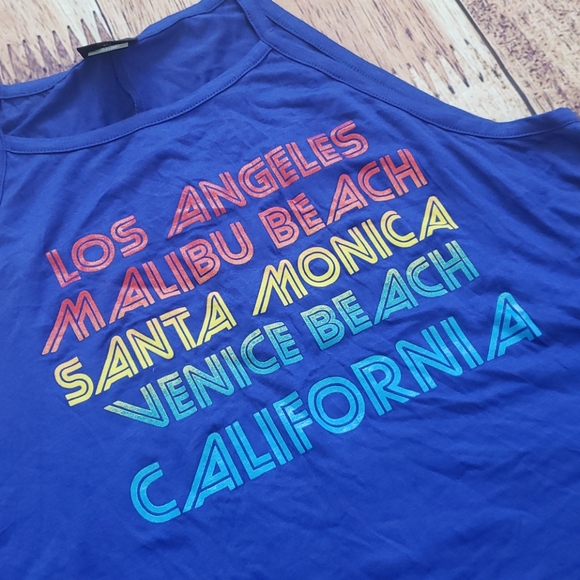 LOS ANGELES
MALIBU BEACH
SANTA MONICA
VENICE BEACH
CALIFORNIA